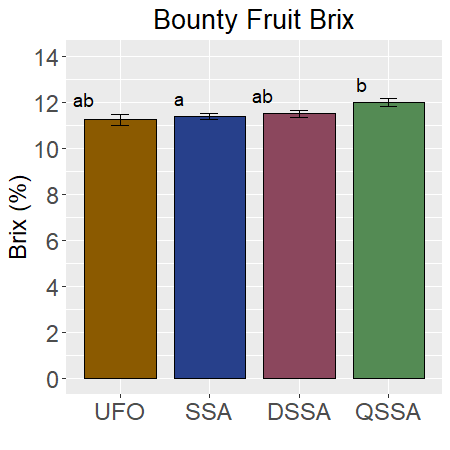 Bounty Fruit Brix
Brix (%)
14
12
10
8
6
4
2
0
ab
a
ab
b
UFO SSA DSSA QSSA